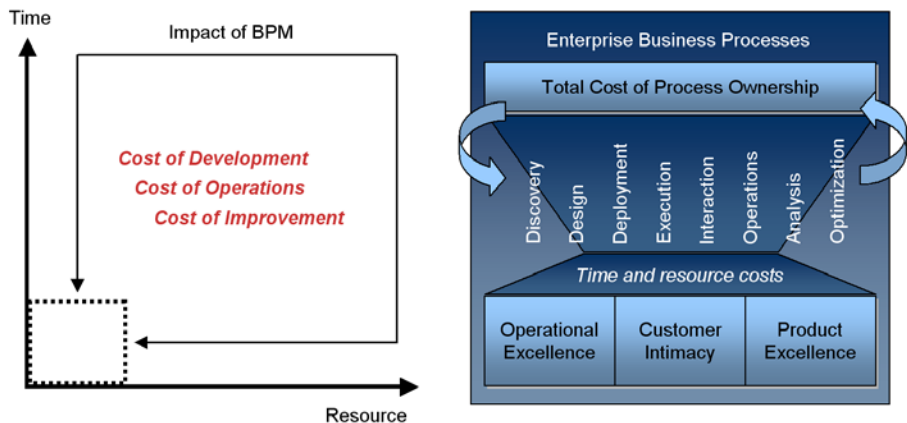 Time
Impact of BPM
Cost of Development
Cost of Operations
Cost of Improvement
Resource
Enterprise Business Processes
Total Cost of Process Ownership
Discovery
Design
Deployment
Execution
Interaction
Operations
Analysis
Optimization
Time and resource costs
Operational
Excellence
Customer
Intimacy
Product
Excellence